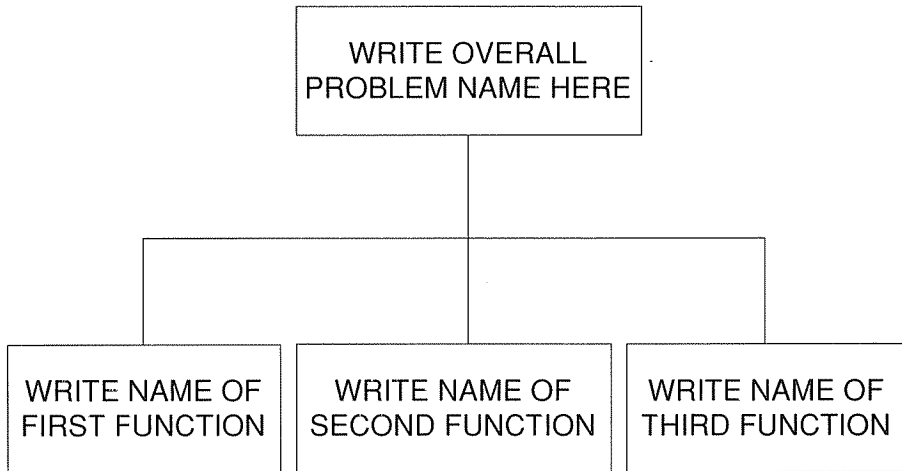 WRITE OVERALL
PROBLEM NAME HERE
WRITE NAME OF
FIRST FUNCTION
WRITE NAME OF
SECOND FUNCTION
WRITE NAME OF
THIRD FUNCTION